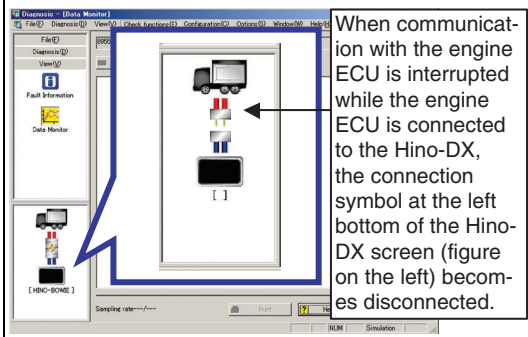 Diagnosis - [Data Monitor]
File(F) Diagnosis(D) View(V) Check functions(E) Configuration(C) Options(O) Window(W) Help(H)
File(F)
Diagnosis(D)
View(V)
Fault Information
Data Monitor
[ HINO-BOWIE ]
[ ]
Sampling rate---/---
Print
NUM
Simulation
When communicat-
ion with the engine
ECU is interrupted
while the engine
ECU is connected
to the Hino-DX,
the connection
symbol at the left
bottom of the Hino-
DX screen (figure
on the left) becom-
es disconnected.